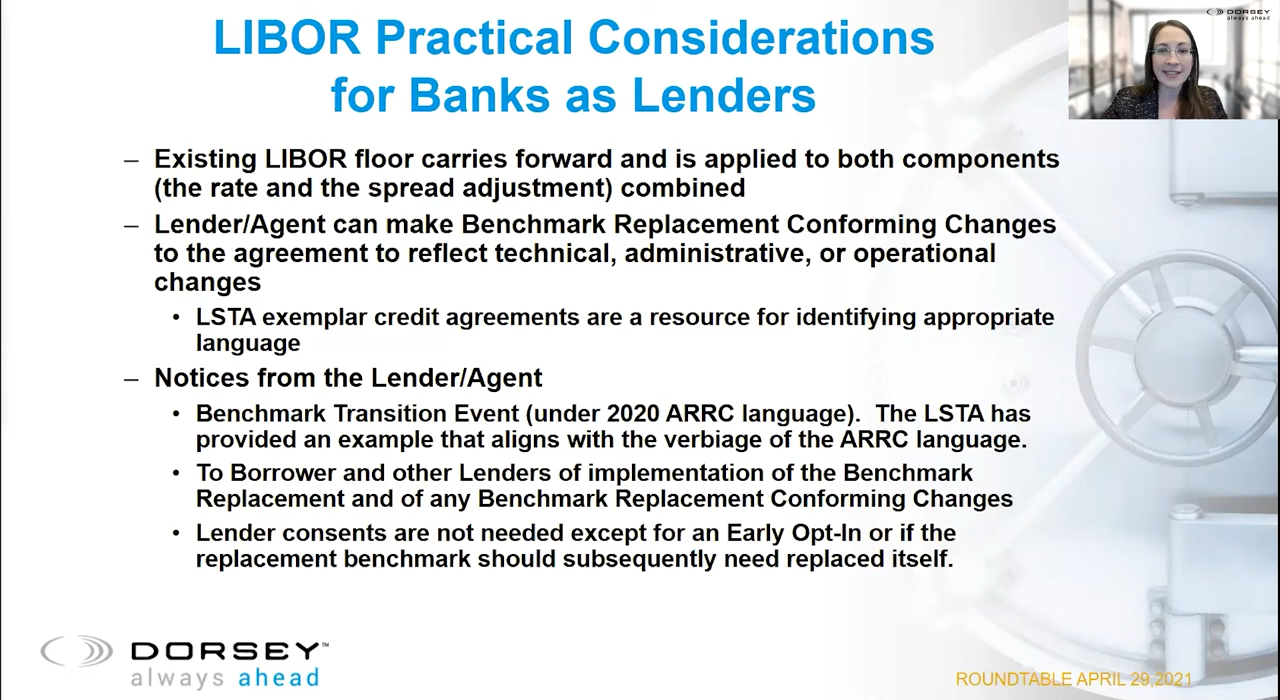 LIBOR Practical Considerations
for Banks as Lenders
DORSEY
always ahead
– Existing LIBOR floor carries forward and is applied to both components
(the rate and the spread adjustment) combined
– Lender/Agent can make Benchmark Replacement Conforming Changes
to the agreement to reflect technical, administrative, or operational
changes
• LSTA exemplar credit agreements are a resource for identifying appropriate
language
– Notices from the Lender/Agent
• Benchmark Transition Event (under 2020 ARRC language). The LSTA has
provided an example that aligns with the verbiage of the ARRC language.
• To Borrower and other Lenders of implementation of the Benchmark
Replacement and of any Benchmark Replacement Conforming Changes
• Lender consents are not needed except for an Early Opt-In or if the
replacement benchmark should subsequently need replaced itself.
DORSEY™
always ahead
ROUNDTABLE APRIL 29,2021